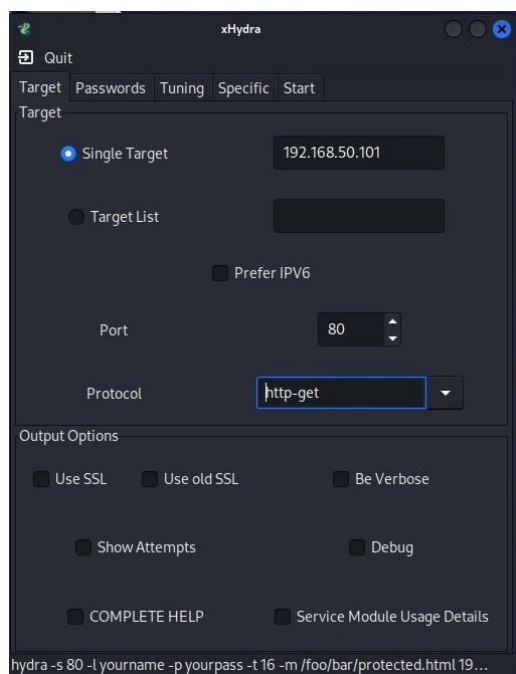 xHydra
Quit
Target Passwords Tuning Specific Start
Target
Single Target 192.168.50.101
Target List
Prefer IPV6
Port 80
Protocol http-get
Output Options
Use SSL Use old SSL Be Verbose
Show Attempts Debug
COMPLETE HELP Service Module Usage Details
hydra -s 80 -l yourname -p yourpass -t 16 -m /foo/bar/protected.html 19...